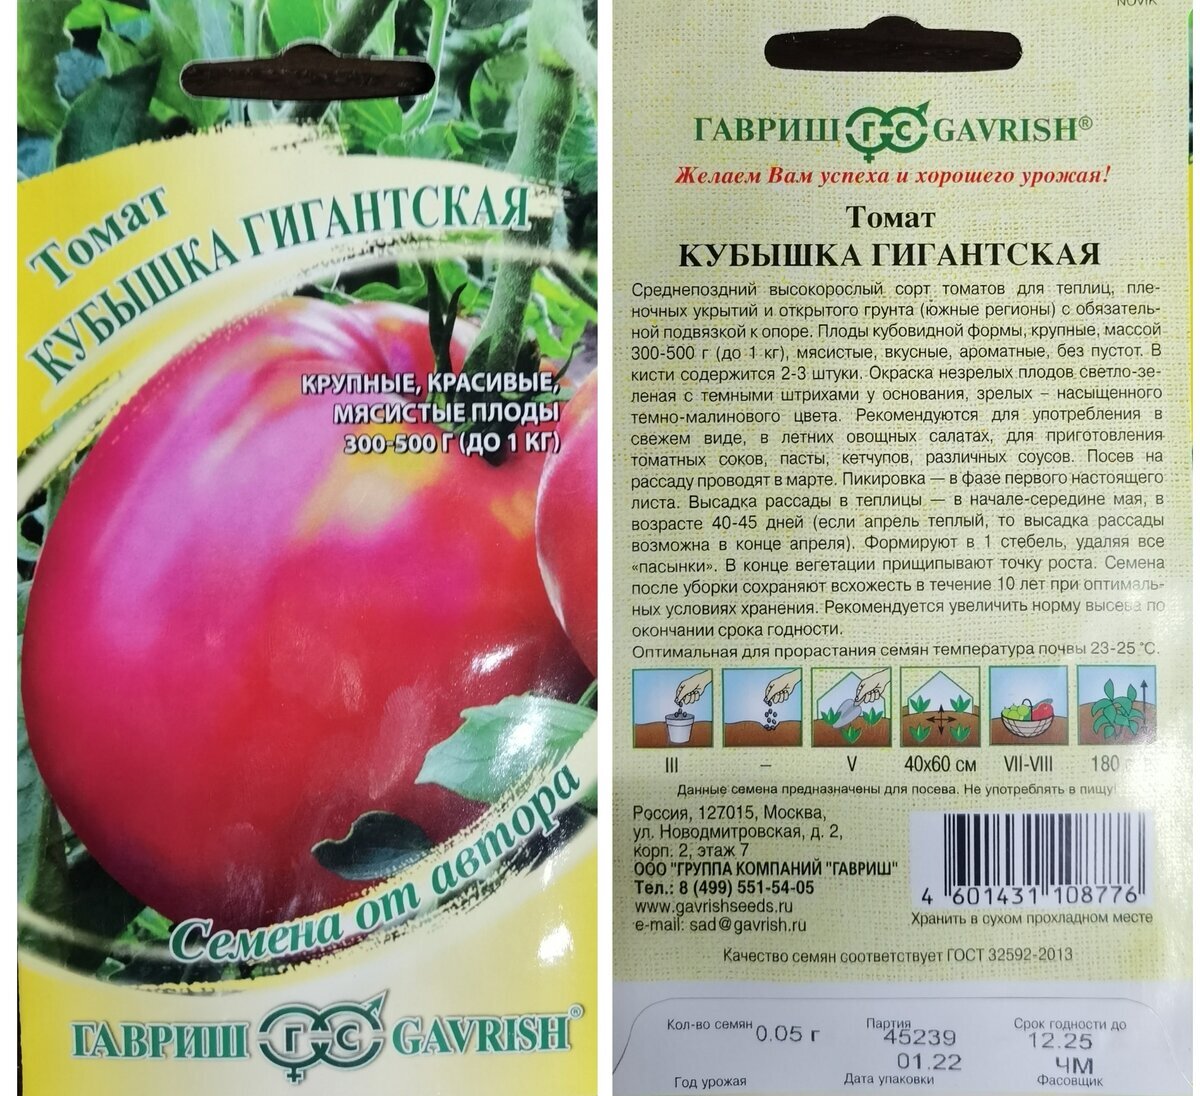 Томат
КУБЫШКА ГИГАНТСКАЯ
КРУПНЫЕ, КРАСИВЫЕ,
МЯСИСТЫЕ ПЛОДЫ
300-500 Г (ДО 1 КГ)
Семена от автора
ГАВРИШ ГС GAVRISH®
NOVIK
ГАВРИШ ГС GAVRISH®
Желаем Вам успеха и хорошего урожая!
Томат
КУБЫШКА ГИГАНТСКАЯ
Среднепоздний высокорослый сорт томатов для теплиц, пле-
ночных укрытий и открытого грунта (южные регионы) с обязатель-
ной подвязкой к опоре. Плоды кубовидной формы, крупные, массой
300-500 г (до 1 кг), мясистые, вкусные, ароматные, без пустот. В
кисти содержится 2-3 штуки. Окраска незрелых плодов светло-зе-
леная с темными штрихами у основания, зрелых – насыщенного
темно-малинового цвета. Рекомендуются для употребления в
свежем виде, в летних овощных салатах, для приготовления
томатных соков, пасты, кетчупов, различных соусов. Посев на
рассаду проводят в марте. Пикировка — в фазе первого настоящего
листа. Высадка рассады в теплицы — в начале-середине мая, в
возрасте 40-45 дней (если апрель теплый, то высадка рассады
возможна в конце апреля). Формируют в 1 стебель, удаляя все
«пасынки». В конце вегетации прищипывают точку роста. Семена
после уборки сохраняют всхожесть в течение 10 лет при оптималь-
ных условиях хранения. Рекомендуется увеличить норму высева по
окончании срока годности.
Оптимальная для прорастания семян температура почвы 23-25 °С.
III – V 40х60 см VII-VIII 180
Данные семена предназначены для посева. Не употреблять в пищу!
Россия, 127015, Москва,
ул. Новодмитровская, д. 2,
корп. 2, этаж 7
ООО "ГРУППА КОМПАНИЙ "ГАВРИШ"
Тел.: 8 (499) 551-54-05
www.gavrishseeds.ru
e-mail: sad@gavrish.ru
4 601431 108776
Хранить в сухом прохладном месте
Качество семян соответствует ГОСТ 32592-2013
Кол-во семян 0.05 г
Партия
45239
Срок годности до
12.25
01.22
ЧМ
Год урожая
Дата упаковки
Фасовщик